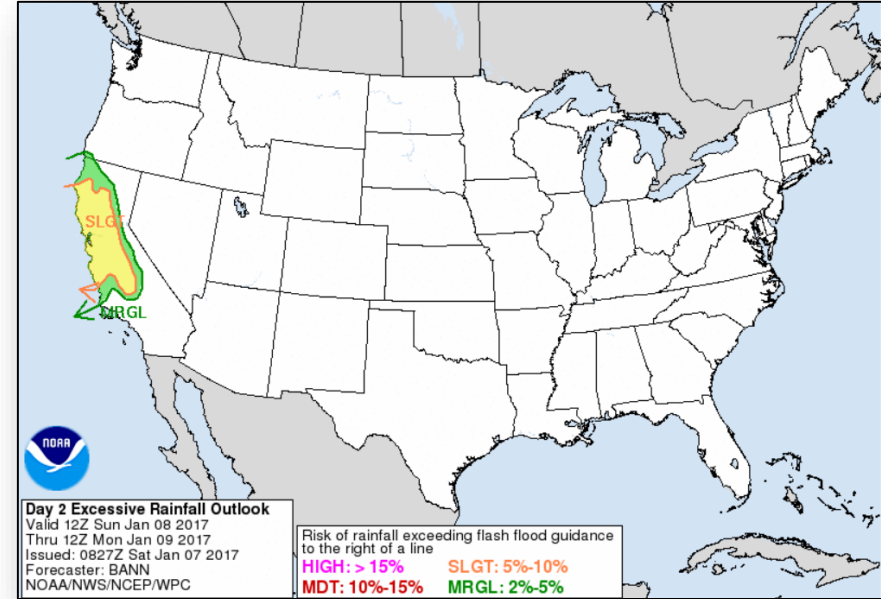 SLGT
MRGL
NOAA
Day 2 Excessive Rainfall Outlook
Valid 12Z Sun Jan 08 2017
Thru 12Z Mon Jan 09 2017
Issued: 0827Z Sat Jan 07 2017
Forecaster: BANN
NOAA/NWS/NCEP/WPC
Risk of rainfall exceeding flash flood guidance
to the right of a line
HIGH: > 15% SLGT: 5%-10%
MDT: 10%-15% MRGL: 2%-5%